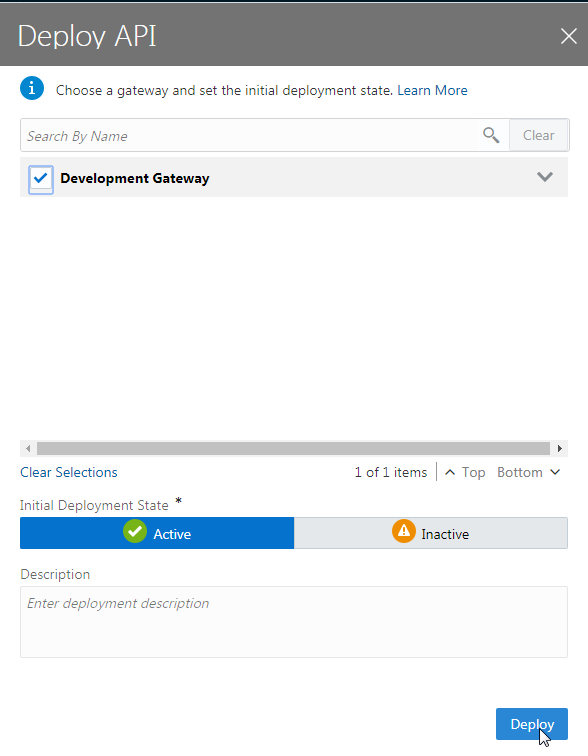 Deploy API
Choose a gateway and set the initial deployment state. Learn More
Search By Name Clear
Development Gateway
Clear Selections 1 of 1 items Top Bottom
Initial Deployment State *
Active Inactive
Description
Enter deployment description
Deploy